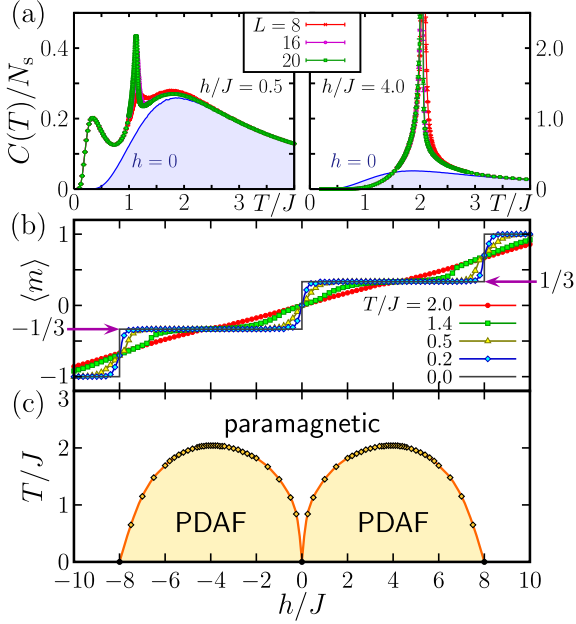 (a)
C(T)/Nₛ
0.4
0.2
0
L = 8
16
20
h/J = 0.5
h = 0
1
2
3
T/J
h/J = 4.0
h = 0
1
2
3
T/J
2.0
1.0
0
(b)
⟨m⟩
1
0
−1
−1/3
1/3
T/J = 2.0
1.4
0.5
0.2
0.0
(c)
T/J
3
2
1
0
paramagnetic
PDAF
PDAF
−10 −8 −6 −4 −2 0 2 4 6 8 10
h/J